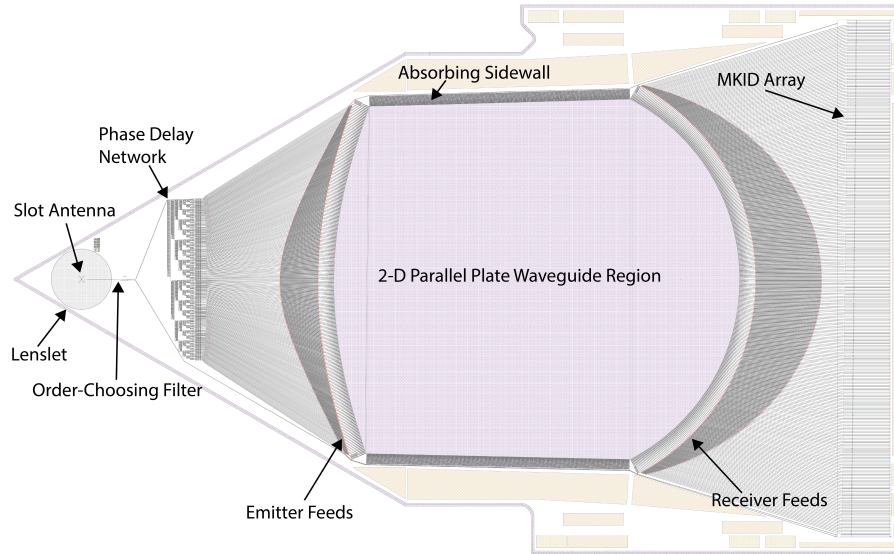 Absorbing Sidewall
MKID Array
Phase Delay
Network
Slot Antenna
2-D Parallel Plate Waveguide Region
Lenslet
Order-Choosing Filter
Emitter Feeds
Receiver Feeds